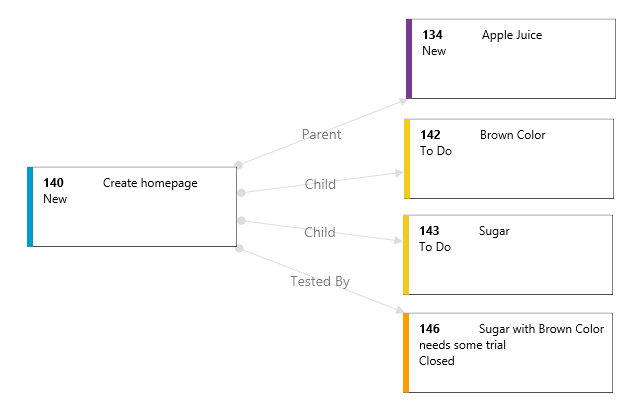 140 Create homepage
New
Parent
Child
Child
Tested By
134 Apple Juice
New
142 Brown Color
To Do
143 Sugar
To Do
146 Sugar with Brown Color
needs some trial
Closed